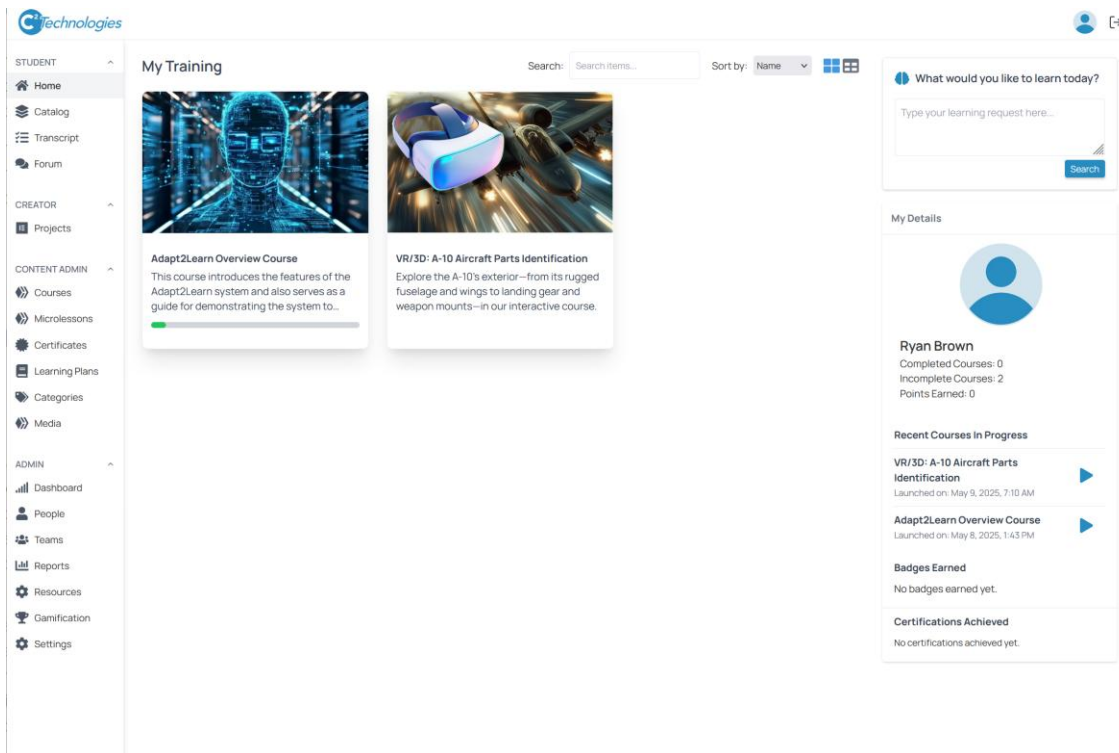 C² Technologies
STUDENT
Home
Catalog
Transcript
Forum
CREATOR
Projects
CONTENT ADMIN
Courses
Microlessons
Certificates
Learning Plans
Categories
Media
ADMIN
Dashboard
People
Teams
Reports
Resources
Gamification
Settings
My Training
Search: Search items...
Sort by: Name
Adapt2Learn Overview Course
This course introduces the features of the
Adapt2Learn system and also serves as a
guide for demonstrating the system to...
VR/3D: A-10 Aircraft Parts Identification
Explore the A-10's exterior—from its rugged
fuselage and wings to landing gear and
weapon mounts—in our interactive course.
What would you like to learn today?
Type your learning request here...
Search
My Details
Ryan Brown
Completed Courses: 0
Incomplete Courses: 2
Points Earned: 0
Recent Courses In Progress
VR/3D: A-10 Aircraft Parts
Identification
Launched on: May 9, 2025, 7:10 AM
Adapt2Learn Overview Course
Launched on: May 8, 2025, 1:43 PM
Badges Earned
No badges earned yet.
Certifications Achieved
No certifications achieved yet.